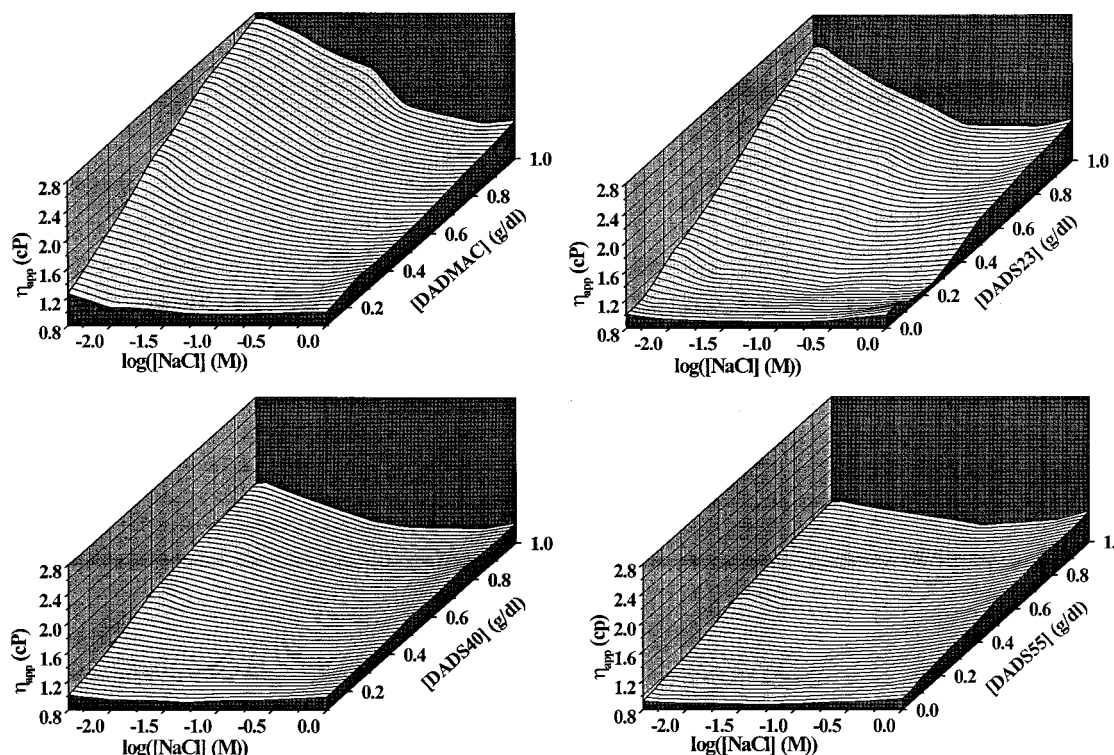 2.8
2.4
2.0
1.6
1.2
0.8
η_app (cP)
-2.0 -1.5 -1.0 -0.5 0.0
log([NaCl] (M))
0.2 0.4 0.6 0.8 1.0
[DADMAC] (g/dl)
2.8
2.4
2.0
1.6
1.2
0.8
η_app (cP)
-2.0 -1.5 -1.0 -0.5 0.0
log([NaCl] (M))
0.0 0.2 0.4 0.6 0.8 1.0
[DADS23] (g/dl)
2.8
2.4
2.0
1.6
1.2
0.8
η_app (cP)
-2.0 -1.5 -1.0 -0.5 0.0
log([NaCl] (M))
0.2 0.4 0.6 0.8 1.0
[DADS40] (g/dl)
2.8
2.4
2.0
1.6
1.2
0.8
η_app (cp)
-2.0 -1.5 -1.0 -0.5 0.0
log([NaCl] (M))
0.0 0.2 0.4 0.6 0.8 1.
[DADS55] (g/dl)